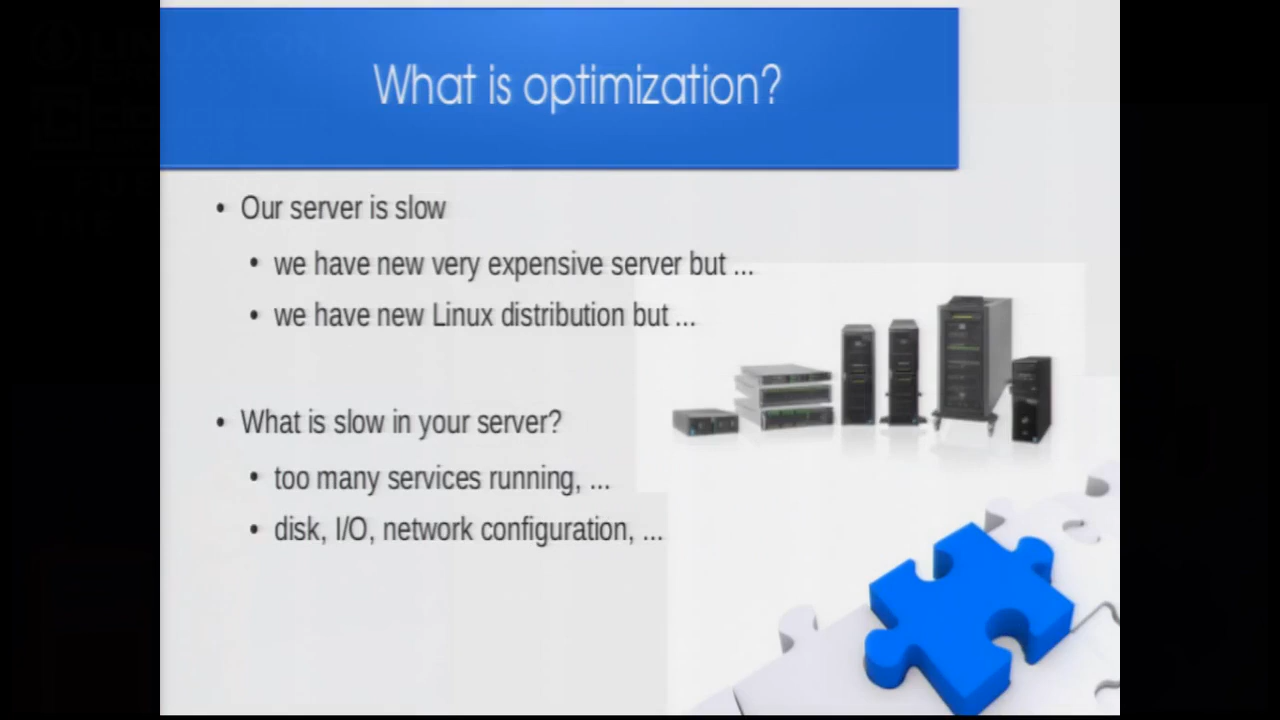 What is optimization?
• Our server is slow
• we have new very expensive server but ...
• we have new Linux distribution but ...
• What is slow in your server?
• too many services running, ...
• disk, I/O, network configuration, ...